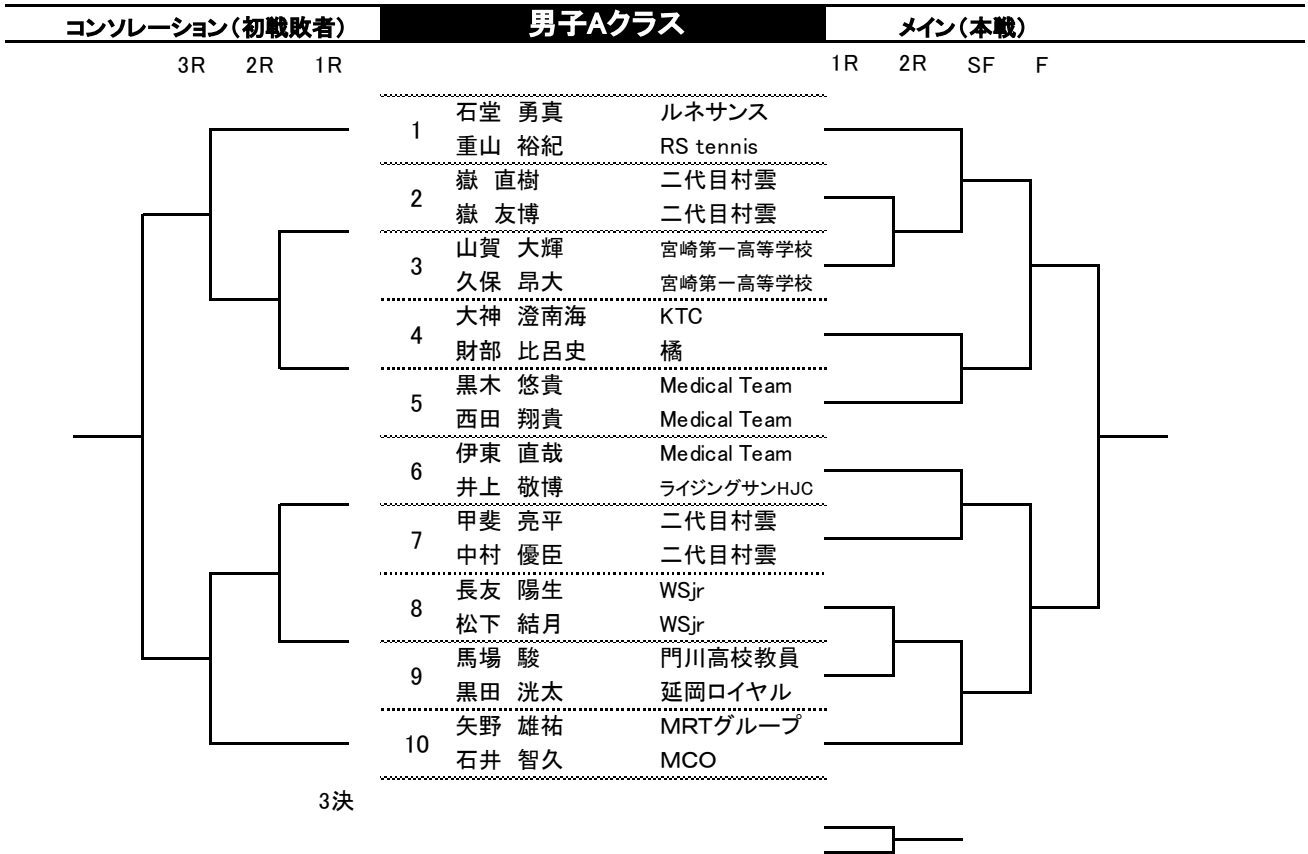 コンソレーション（初戦敗者） 男子Aクラス メイン（本戦）
3R 2R 1R 1R 2R SF F
石堂 勇真 ルネサンス
1
重山 裕紀 RS tennis
嶽 直樹 二代目村雲
2
嶽 友博 二代目村雲
山賀 大輝 宮崎第一高等学校
3
久保 昂大 宮崎第一高等学校
大神 澄南海 KTC
4
財部 比呂史 橘
黒木 悠貴 Medical Team
5
西田 翔貴 Medical Team
伊東 直哉 Medical Team
6
井上 敬博 ライジングサンHJC
甲斐 亮平 二代目村雲
7
中村 優臣 二代目村雲
長友 陽生 WSjr
8
松下 結月 WSjr
馬場 駿 門川高校教員
9
黒田 洸太 延岡ロイヤル
矢野 雄祐 MRTグループ
10
石井 智久 MCO
3決